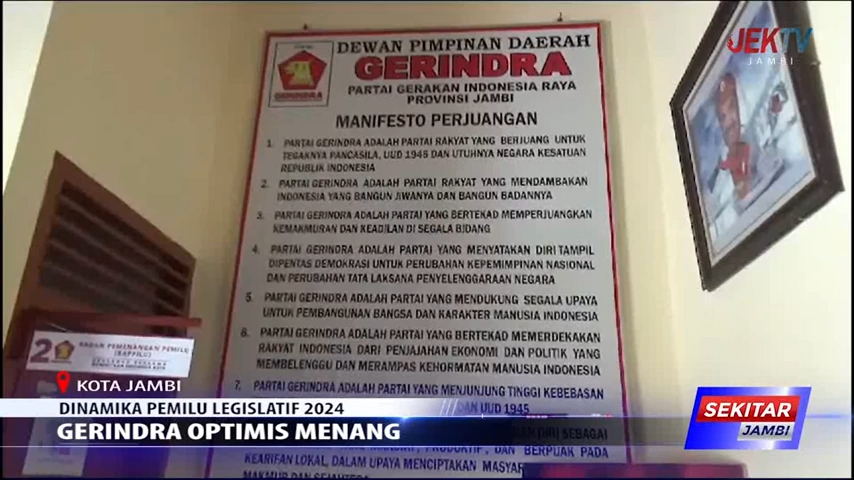 JEKTV
JAMBI
DEWAN PIMPINAN DAERAH
GERINDRA
PARTAI GERAKAN INDONESIA RAYA
PROVINSI JAMBI
GERINDRA
MANIFESTO PERJUANGAN
1. PARTAI GERINDRA ADALAH PARTAI RAKYAT YANG BERJUANG UNTUK
TEGAKNYA PANCASILA, UUD 1945 DAN UTUHNYA NEGARA KESATUAN
REPUBLIK INDONESIA
2. PARTAI GERINDRA ADALAH PARTAI RAKYAT YANG MENDAMBAKAN
INDONESIA YANG BANGUN JIWANYA DAN BANGUN BADANNYA
3. PARTAI GERINDRA ADALAH PARTAI YANG BERTEKAD MEMPERJUANGKAN
KEMAKMURAN DAN KEADILAN DI SEGALA BIDANG
4. PARTAI GERINDRA ADALAH PARTAI YANG MENYATAKAN DIRI TAMPIL
DIPENTAS DEMOKRASI UNTUK PERUBAHAN KEPEMIMPINAN NASIONAL
DAN PERUBAHAN TATA LAKSANA PENYELENGGARAAN NEGARA
5. PARTAI GERINDRA ADALAH PARTAI YANG MENDUKUNG SEGALA UPAYA
UNTUK PEMBANGUNAN BANGSA DAN KARAKTER MANUSIA INDONESIA
6. PARTAI GERINDRA ADALAH PARTAI YANG BERTEKAD MEMERDEKAKAN
RAKYAT INDONESIA DARI PENJAJAHAN EKONOMI DAN POLITIK YANG
MEMBELENGGU DAN MERAMPAS KEHORMATAN MANUSIA INDONESIA
7. PARTAI GERINDRA ADALAH PARTAI YANG MENJUNJUNG TINGGI KEBEBASAN
DAN UUD 1945
SEBAGAI
PRODUKTIF, DAN BERPIJAK PADA
KEARIFAN LOKAL, DALAM UPAYA MENCIPTAKAN
BADAN PEMENANGAN PEMILU
(BAPPILU)
KOTA JAMBI
DINAMIKA PEMILU LEGISLATIF 2024
GERINDRA OPTIMIS MENANG
SEKITAR
JAMBI